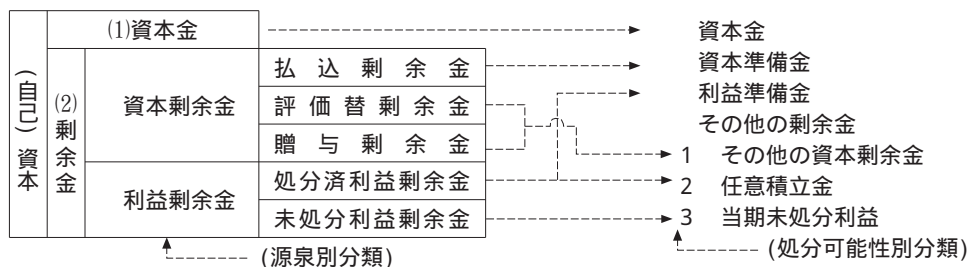 (自己)資本
(1)資本金
(2)剰余金
資本剰余金
払込剰余金
評価替剰余金
贈与剰余金
利益剰余金
処分済利益剰余金
未処分利益剰余金
(源泉別分類)
資本金
資本準備金
利益準備金
その他の剰余金
1 その他の資本剰余金
2 任意積立金
3 当期未処分利益
(処分可能性別分類)